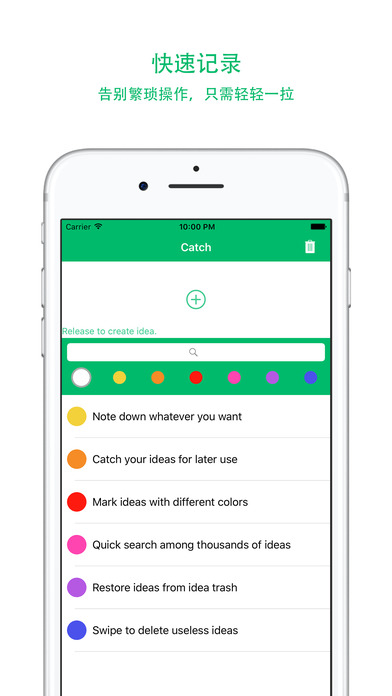 快速记录
告别繁琐操作，只需轻轻一拉
Carrier 10:00 PM
Catch
Release to create idea.
Note down whatever you want
Catch your ideas for later use
Mark ideas with different colors
Quick search among thousands of ideas
Restore ideas from idea trash
Swipe to delete useless ideas